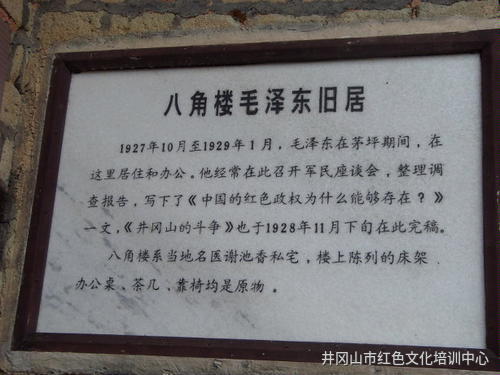 八角楼毛泽东旧居
1927年10月至1929年1月，毛泽东在茅坪期间，在
这里居住和办公。他经常在此召开军民座谈会，整理调
查报告，写下了《中国的红色政权为什么能够存在？》
一文，《井冈山的斗争》也于1928年11月下旬在此完稿。
八角楼系当地名医谢池香私宅，楼上陈列的床架、
办公桌、茶几、靠椅均是原物。
井冈山市红色文化培训中心